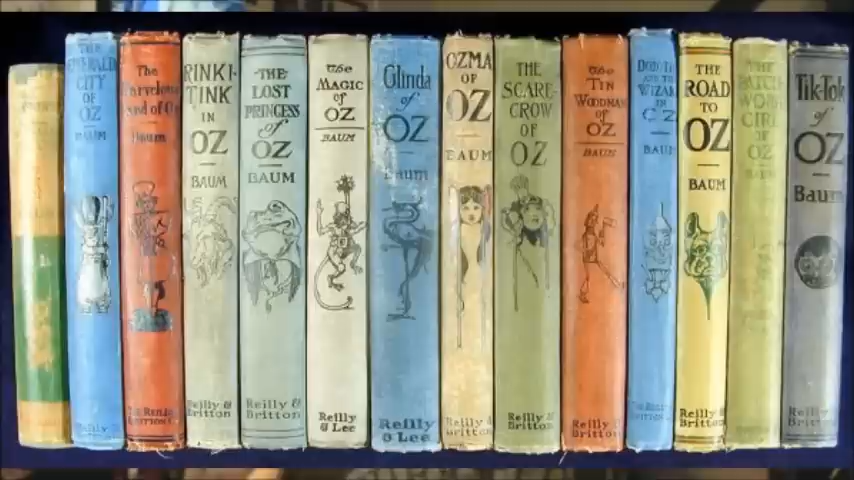 THE
EMERALD
CITY
OF
OZ
BAUM
The
Marvelous
Land of Oz
Baum
RINKI-
TINK
IN
OZ
BAUM
Reilly &
Britton
THE
LOST
PRINCESS
of
OZ
BAUM
Reilly &
Britton
The
MAGIC
of
OZ
BAUM
Reilly
& Lee
Glinda
of
OZ
Baum
Reilly
& Lee
OZMA
OF
OZ
BAUM
Reilly &
Britton
THE
SCARE-
CROW
OF
OZ
Reilly &
Britton
The
TIN
WOODMAN
of
OZ
BAUM
Reilly &
Britton
DOROTHY
AND THE
WIZARD
IN
OZ
BAUM
THE
ROAD
TO
OZ
BAUM
Reilly &
Britton
THE
PATCH
WORK
GIRL
OF
OZ
Tik-Tok
of
OZ
Baum
Reilly &
Britton